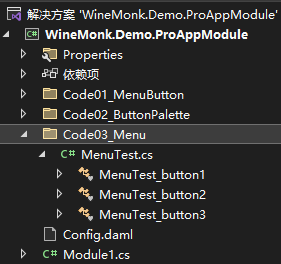 解决方案 'WineMonk.Demo.ProAppModule'
C# WineMonk.Demo.ProAppModule
Properties
依赖项
Code01_MenuButton
Code02_ButtonPalette
Code03_Menu
C# MenuTest.cs
MenuTest_button1
MenuTest_button2
MenuTest_button3
Config.daml
C# Module1.cs